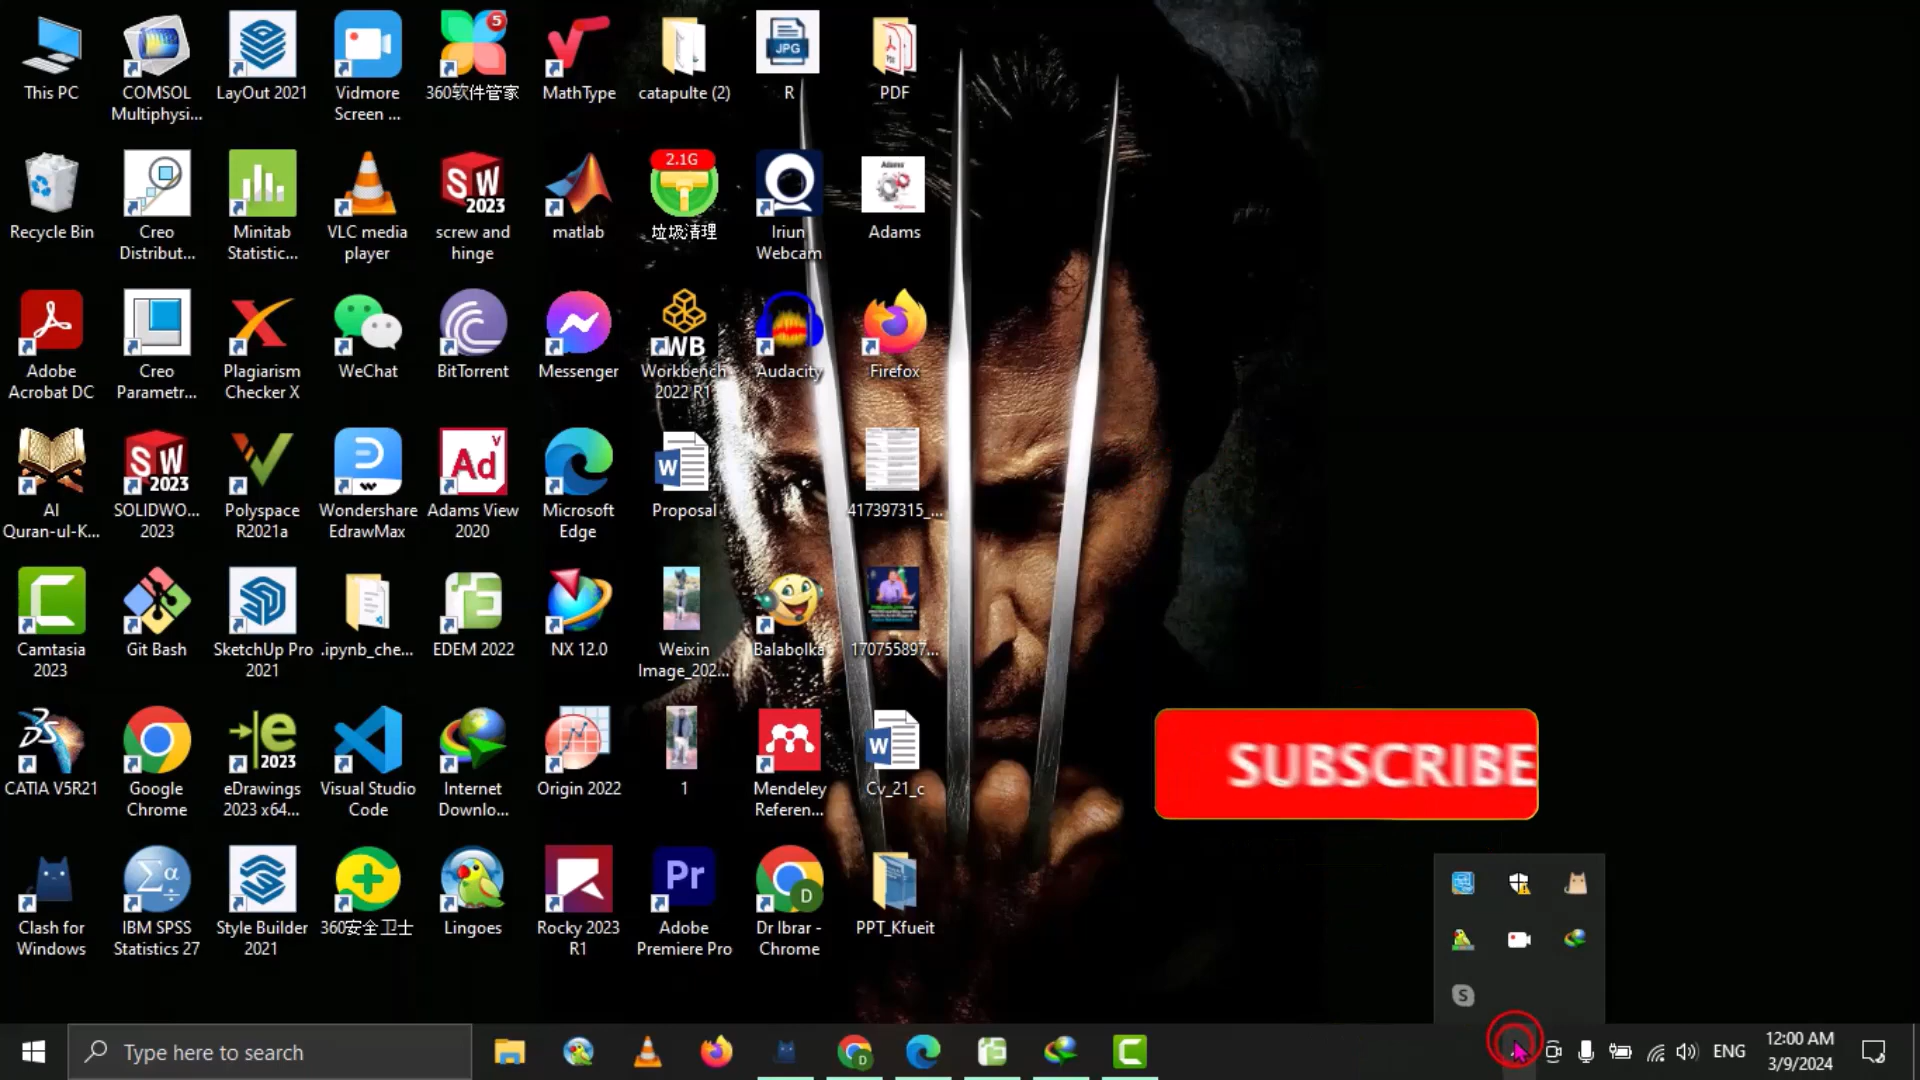 This PC
COMSOL
Multiphysi...
LayOut 2021
Vidmore
Screen ...
5
360软件管家
MathType
catapulte (2)
JPG
R
PDF
Recycle Bin
Creo
Distribut...
Minitab
Statistic...
VLC media
player
SW
2023
screw and
hinge
matlab
2.1G
垃圾清理
Iriun
Webcam
Adams
Adams
Adobe
Acrobat DC
Creo
Parametr...
Plagiarism
Checker X
WeChat
BitTorrent
Messenger
WB
Workbench
2022 R1
Audacity
Firefox
Al
Quran-ul-K...
SW
2023
SOLIDWO...
2023
Polyspace
R2021a
Wondershare
EdrawMax
Ad
V
Adams View
2020
Microsoft
Edge
W
Proposal
417397315_...
Camtasia
2023
Git Bash
SketchUp Pro
2021
.ipynb_che...
EDEM 2022
NX 12.0
Weixin
Image_202...
Balabolka
170755897...
CATIA V5R21
Google
Chrome
e
2023
eDrawings
2023 x64...
Visual Studio
Code
Internet
Downlo...
Origin 2022
1
Mendeley
Referen...
W
Cv_21_c
SUBSCRIBE
Clash for
Windows
Σα
IBM SPSS
Statistics 27
Style Builder
2021
360安全卫士
Lingoes
Rocky 2023
R1
Pr
Adobe
Premiere Pro
D
Dr Ibrar -
Chrome
PPT_Kfueit
S
Type here to search
D
ENG
12:00 AM
3/9/2024